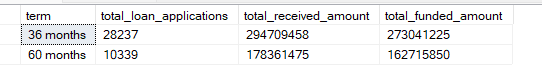 term total_loan_applications total_received_amount total_funded_amount
36 months 28237 294709458 273041225
60 months 10339 178361475 162715850